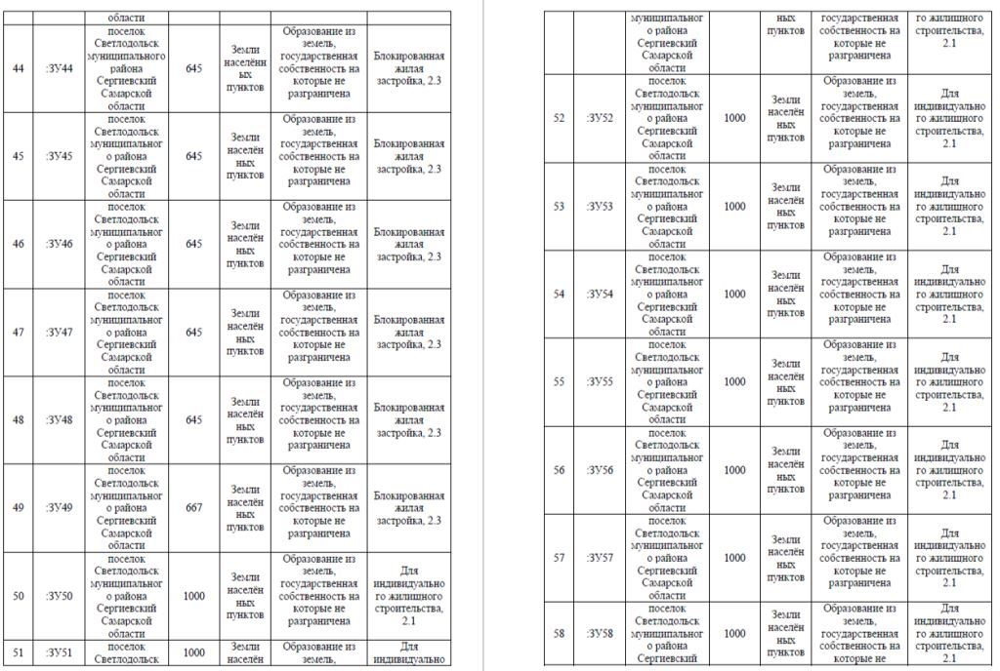 области
44 :ЗУ44 поселок Светлодольск муниципального района Сергиевский Самарской области 645 Земли населённ ых пунктов Образование из земель, государственная собственность на которые не разграничена Блокированная жилая застройка, 2.3
45 :ЗУ45 поселок Светлодольск муниципальног о района Сергиевский Самарской области 645 Земли населён ных пунктов Образование из земель, государственная собственность на которые не разграничена Блокированная жилая застройка, 2.3
46 :ЗУ46 поселок Светлодольск муниципальног о района Сергиевский Самарской области 645 Земли населён ных пунктов Образование из земель, государственная собственность на которые не разграничена Блокированная жилая застройка, 2.3
47 :ЗУ47 поселок Светлодольск муниципальног о района Сергиевский Самарской области 645 Земли населён ных пунктов Образование из земель, государственная собственность на которые не разграничена Блокированная жилая застройка, 2.3
48 :ЗУ48 поселок Светлодольск муниципальног о района Сергиевский Самарской области 645 Земли населён ных пунктов Образование из земель, государственная собственность на которые не разграничена Блокированная жилая застройка, 2.3
49 :ЗУ49 поселок Светлодольск муниципальног о района Сергиевский Самарской области 667 Земли населён ных пунктов Образование из земель, государственная собственность на которые не разграничена Блокированная жилая застройка, 2.3
50 :ЗУ50 поселок Светлодольск муниципальног о района Сергиевский Самарской области 1000 Земли населён ных пунктов Образование из земель, государственная собственность на которые не разграничена Для индивидуально го жилищного строительства, 2.1
51 :ЗУ51 поселок Светлодольск 1000 Земли населён Образование из земель, Для индивидуально
муниципальног о района Сергиевский Самарской области ных пунктов государственная собственность на которые не разграничена го жилищного строительства, 2.1
52 :ЗУ52 поселок Светлодольск муниципальног о района Сергиевский Самарской области 1000 Земли населён ных пунктов Образование из земель, государственная собственность на которые не разграничена Для индивидуально го жилищного строительства, 2.1
53 :ЗУ53 поселок Светлодольск муниципальног о района Сергиевский Самарской области 1000 Земли населён ных пунктов Образование из земель, государственная собственность на которые не разграничена Для индивидуально го жилищного строительства, 2.1
54 :ЗУ54 поселок Светлодольск муниципальног о района Сергиевский Самарской области 1000 Земли населён ных пунктов Образование из земель, государственная собственность на которые не разграничена Для индивидуально го жилищного строительства, 2.1
55 :ЗУ55 поселок Светлодольск муниципальног о района Сергиевский Самарской области 1000 Земли населён ных пунктов Образование из земель, государственная собственность на которые не разграничена Для индивидуально го жилищного строительства, 2.1
56 :ЗУ56 поселок Светлодольск муниципальног о района Сергиевский Самарской области 1000 Земли населён ных пунктов Образование из земель, государственная собственность на которые не разграничена Для индивидуально го жилищного строительства, 2.1
57 :ЗУ57 поселок Светлодольск муниципальног о района Сергиевский Самарской области 1000 Земли населён ных пунктов Образование из земель, государственная собственность на которые не разграничена Для индивидуально го жилищного строительства, 2.1
58 :ЗУ58 поселок Светлодольск муниципальног о района Сергиевский 1000 Земли населён ных пунктов Образование из земель, государственная собственность на которые не Для индивидуально го жилищного строительства, 2.1